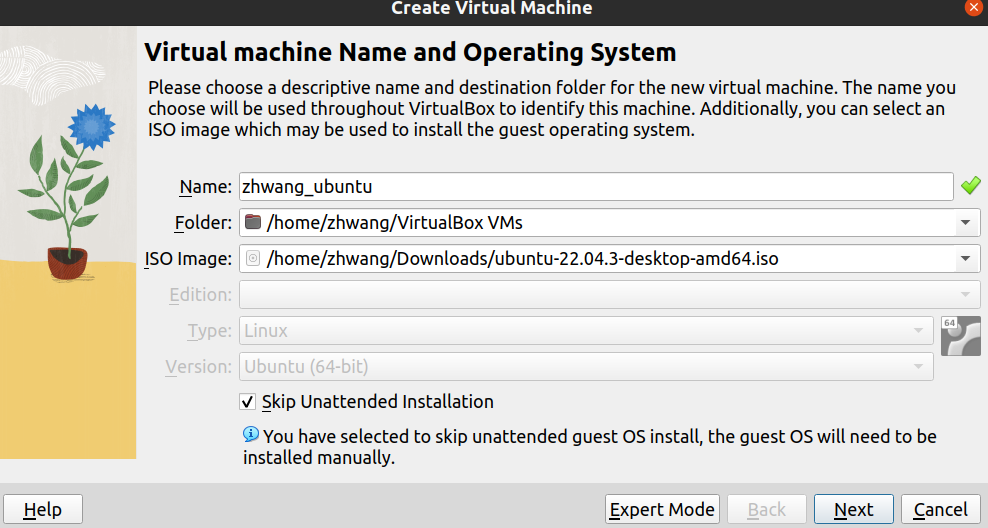 Create Virtual Machine
Virtual machine Name and Operating System
Please choose a descriptive name and destination folder for the new virtual machine. The name you
choose will be used throughout VirtualBox to identify this machine. Additionally, you can select an
ISO image which may be used to install the guest operating system.
Name: zhwang_ubuntu
Folder: /home/zhwang/VirtualBox VMs
ISO Image: /home/zhwang/Downloads/ubuntu-22.04.3-desktop-amd64.iso
Edition:
Type: Linux 64
Version: Ubuntu (64-bit)
Skip Unattended Installation
You have selected to skip unattended guest OS install, the guest OS will need to be
installed manually.
Help Expert Mode Back Next Cancel